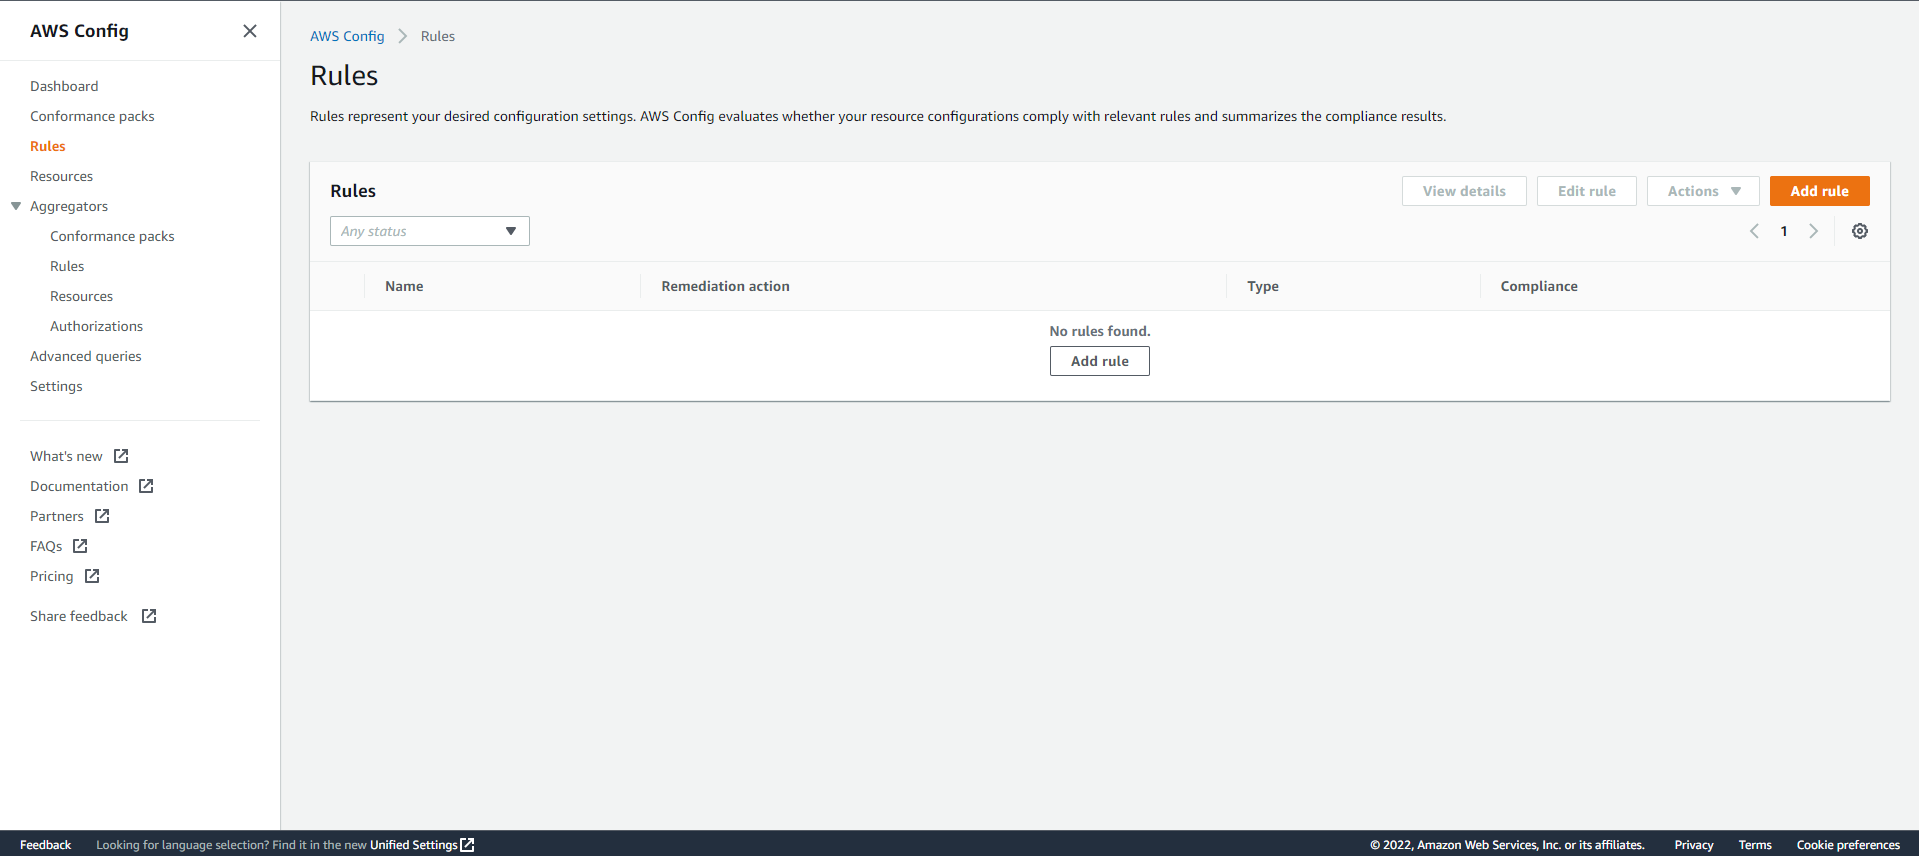 AWS Config
Dashboard
Conformance packs
Rules
Resources
Aggregators
Conformance packs
Rules
Resources
Authorizations
Advanced queries
Settings
What's new
Documentation
Partners
FAQs
Pricing
Share feedback
AWS Config Rules
Rules
Rules represent your desired configuration settings. AWS Config evaluates whether your resource configurations comply with relevant rules and summarizes the compliance results.
Rules View details Edit rule Actions Add rule
Any status 1
Name Remediation action Type Compliance
No rules found.
Add rule
Feedback Looking for language selection? Find it in the new Unified Settings © 2022, Amazon Web Services, Inc. or its affiliates. Privacy Terms Cookie preferences